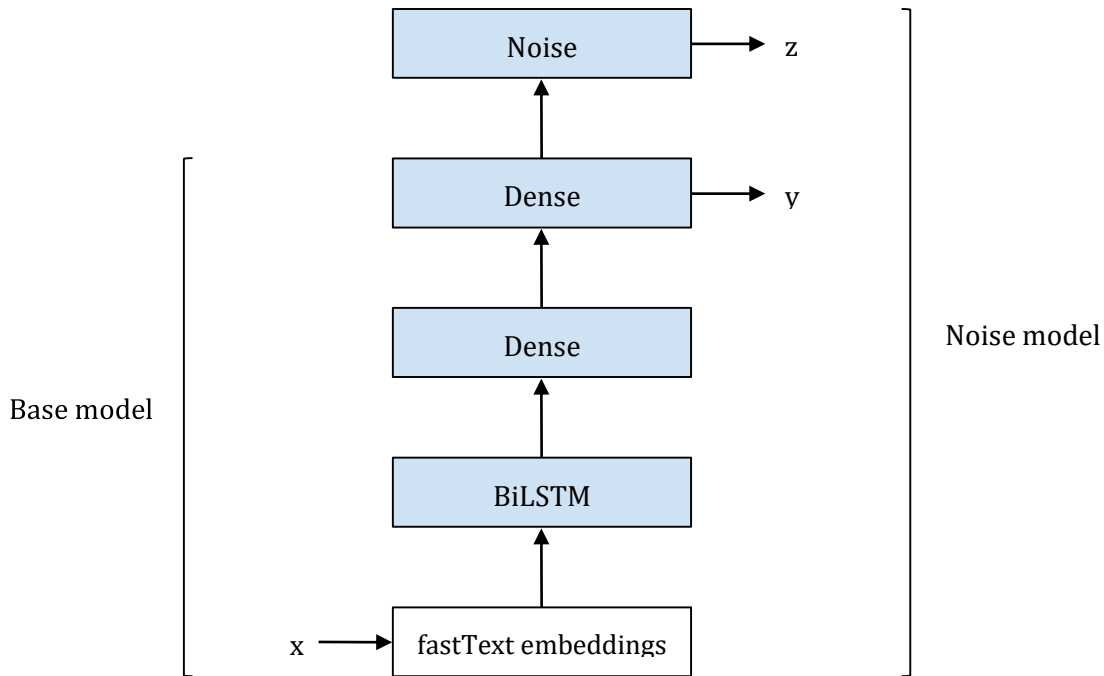 Noise
z
Dense
y
Dense
Noise model
Base model
BiLSTM
x
fastText embeddings